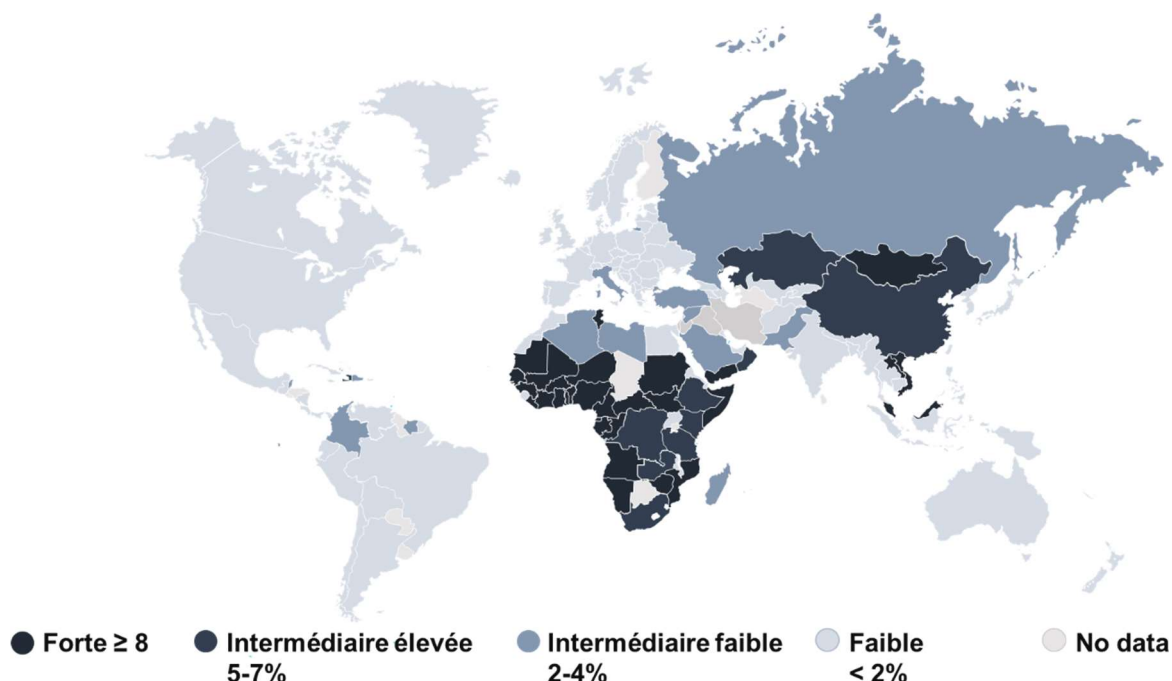 Forte ≥ 8
Intermédiaire élevée
5-7%
Intermédiaire faible
2-4%
Faible
< 2%
No data